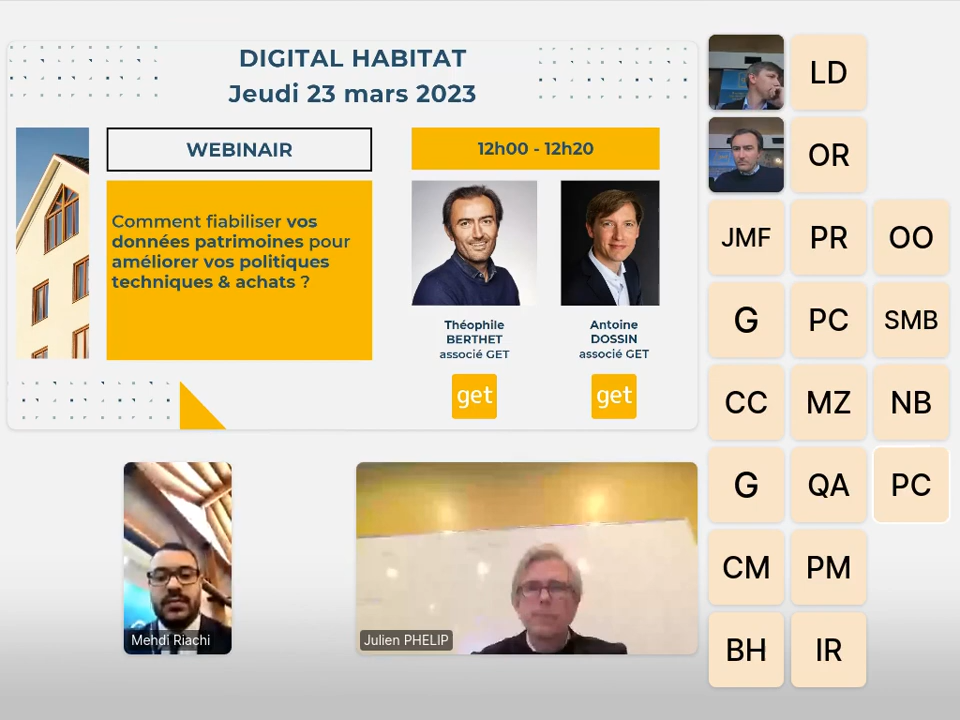 DIGITAL HABITAT
Jeudi 23 mars 2023
WEBINAIR
12h00 - 12h20
Comment fiabiliser vos
données patrimoines pour
améliorer vos politiques
techniques & achats ?
Théophile
BERTHET
associé GET
Antoine
DOSSIN
associé GET
get
get
Mehdi Riachi
Julien PHELIP
LD
OR
JMF
PR
OO
G
PC
SMB
CC
MZ
NB
G
QA
PC
CM
PM
BH
IR